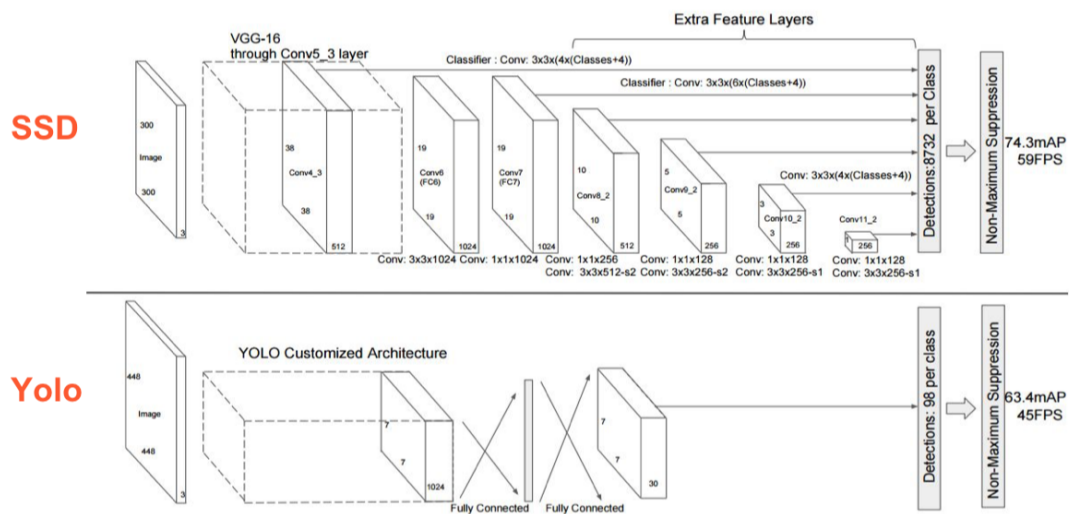 Extra Feature Layers
VGG-16
through Conv5_3 layer
Classifier : Conv: 3x3x(4x(Classes+4))
Classifier : Conv: 3x3x(6x(Classes+4))
SSD
300
Image
300
3
38
Conv4_3
38
512
19
Conv6
(FC6)
19
1024
19
Conv7
(FC7)
19
1024
10
Conv8_2
10
512
5
Conv9_2
5
256
Conv: 3x3x(4x(Classes+4))
3
Conv10_2
3
256
Conv11_2
1
256
Detections:8732 per Class
Non-Maximum Suppression
74.3mAP
59FPS
Conv: 3x3x1024
Conv: 1x1x1024
Conv: 1x1x256
Conv: 3x3x512-s2
Conv: 1x1x128
Conv: 3x3x256-s2
Conv: 1x1x128
Conv: 3x3x256-s1
Conv: 1x1x128
Conv: 3x3x256-s1
Yolo
448
Image
448
3
YOLO Customized Architecture
7
7
1024
Fully Connected
Fully Connected
7
7
30
Detections: 98 per class
Non-Maximum Suppression
63.4mAP
45FPS